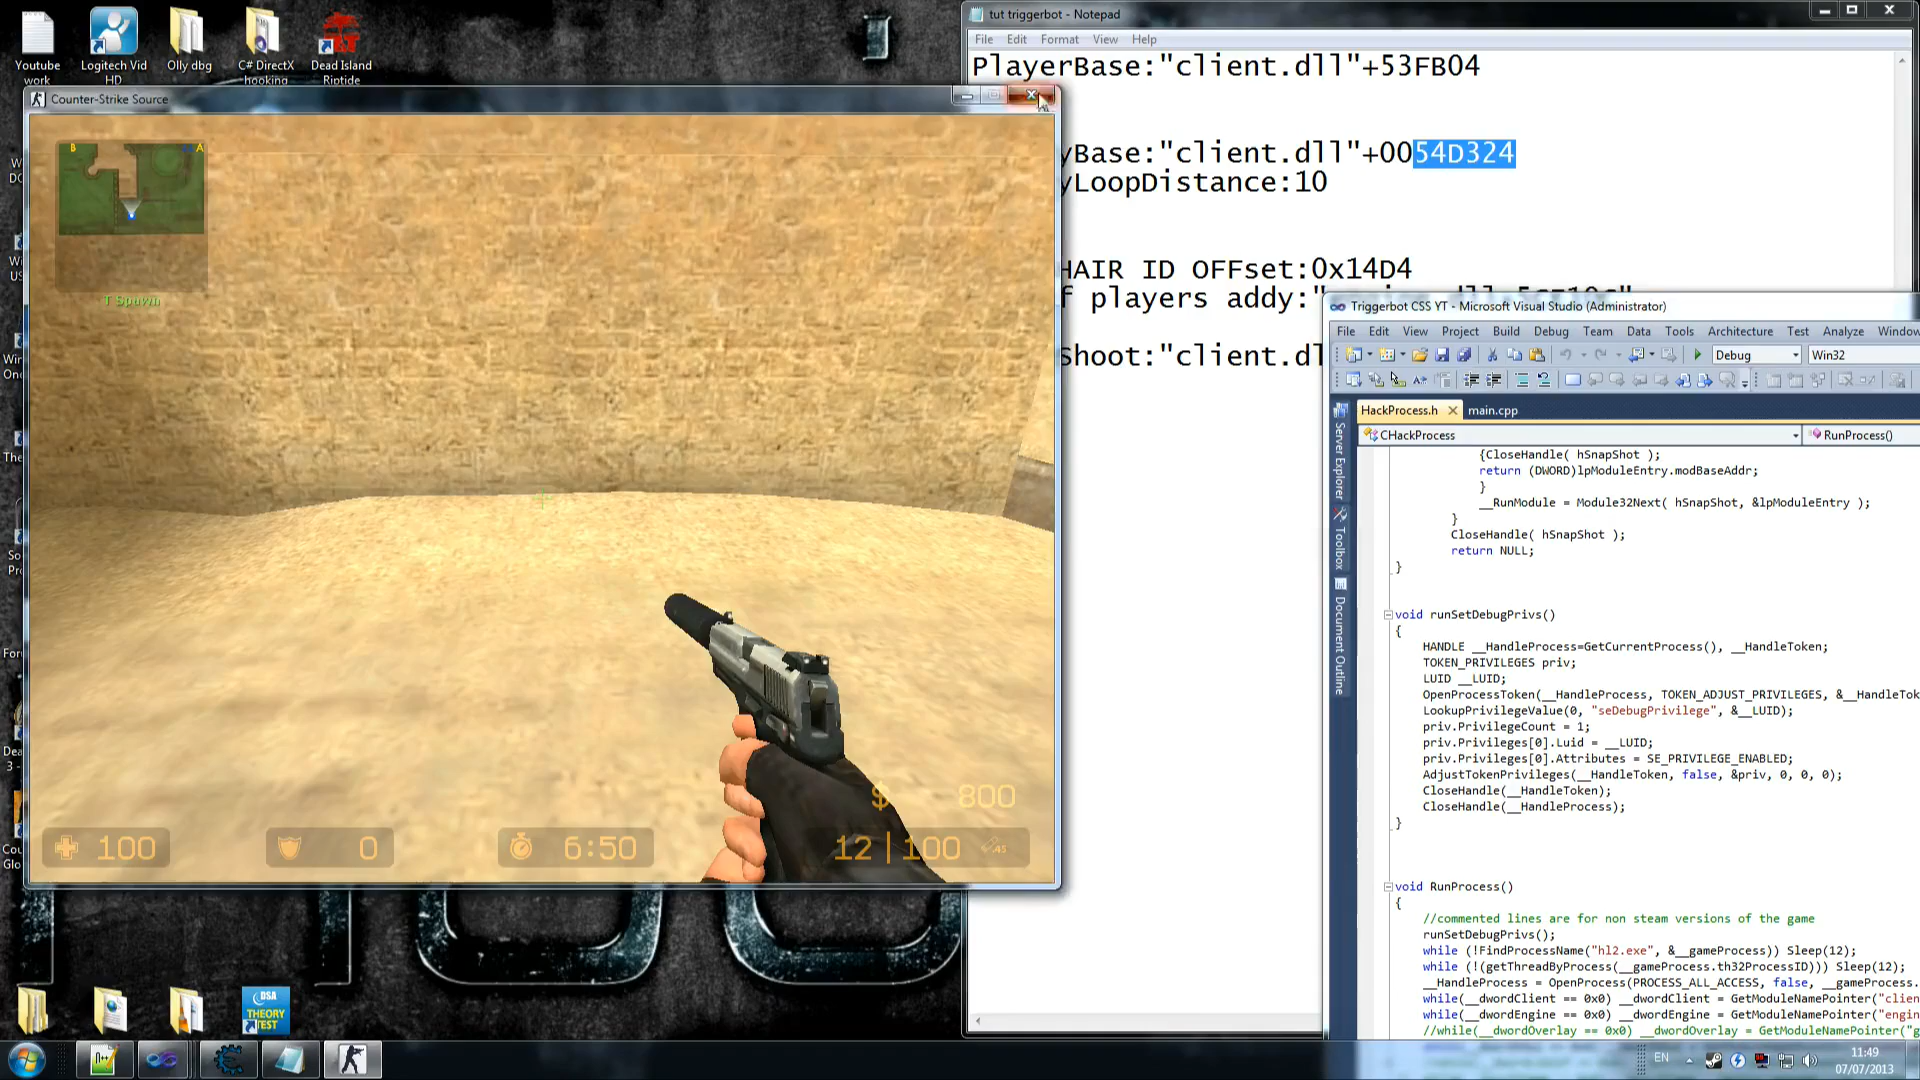 Youtube work
Logitech Vid HD
Olly dbg
C# DirectX hooking
Dead Island Riptide
tut triggerbot - Notepad
File Edit Format View Help
PlayerBase:"client.dll"+53FB04
yBase:"client.dll"+0054D324
yLoopDistance:10
HAIR ID OFFset:0x14D4
f players addy:"
Shoot:"client.dl
Counter-Strike Source
B
A
T Spawn
$ 800
100
0
6:50
12 | 100
.45
Triggerbot CSS YT - Microsoft Visual Studio (Administrator)
File Edit View Project Build Debug Team Data Tools Architecture Test Analyze Window
Debug
Win32
HackProcess.h
main.cpp
CHackProcess
RunProcess()
Server Explorer
Toolbox
Document Outline
{CloseHandle( hSnapShot );
return (DWORD)lpModuleEntry.modBaseAddr;
}
__RunModule = Module32Next( hSnapShot, &lpModuleEntry );
}
CloseHandle( hSnapShot );
return NULL;
}
void runSetDebugPrivs()
{
HANDLE __HandleProcess=GetCurrentProcess(), __HandleToken;
TOKEN_PRIVILEGES priv;
LUID __LUID;
OpenProcessToken(__HandleProcess, TOKEN_ADJUST_PRIVILEGES, &__HandleTok
LookupPrivilegeValue(0, "seDebugPrivilege", &__LUID);
priv.PrivilegeCount = 1;
priv.Privileges[0].Luid = __LUID;
priv.Privileges[0].Attributes = SE_PRIVILEGE_ENABLED;
AdjustTokenPrivileges(__HandleToken, false, &priv, 0, 0, 0);
CloseHandle(__HandleToken);
CloseHandle(__HandleProcess);
}
void RunProcess()
{
//commented lines are for non steam versions of the game
runSetDebugPrivs();
while (!FindProcessName("hl2.exe", &__gameProcess)) Sleep(12);
while (!(getThreadByProcess(__gameProcess.th32ProcessID))) Sleep(12);
__HandleProcess = OpenProcess(PROCESS_ALL_ACCESS, false, __gameProcess.
while(__dwordClient == 0x0) __dwordClient = GetModuleNamePointer("clien
while(__dwordEngine == 0x0) __dwordEngine = GetModuleNamePointer("engin
//while(__dwordOverlay == 0x0) __dwordOverlay = GetModuleNamePointer("g
DSA
THEORY TEST
EN
11:49
07/07/2013